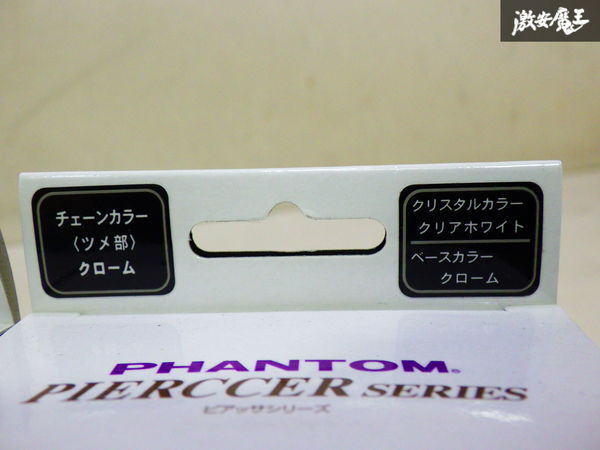 激安魔王
チェーンカラー
〈ツメ部〉
クローム
クリスタルカラー
クリアホワイト
ベースカラー
クローム
PHANTOM®
PIERCCER SERIES
ピアッサシリーズ